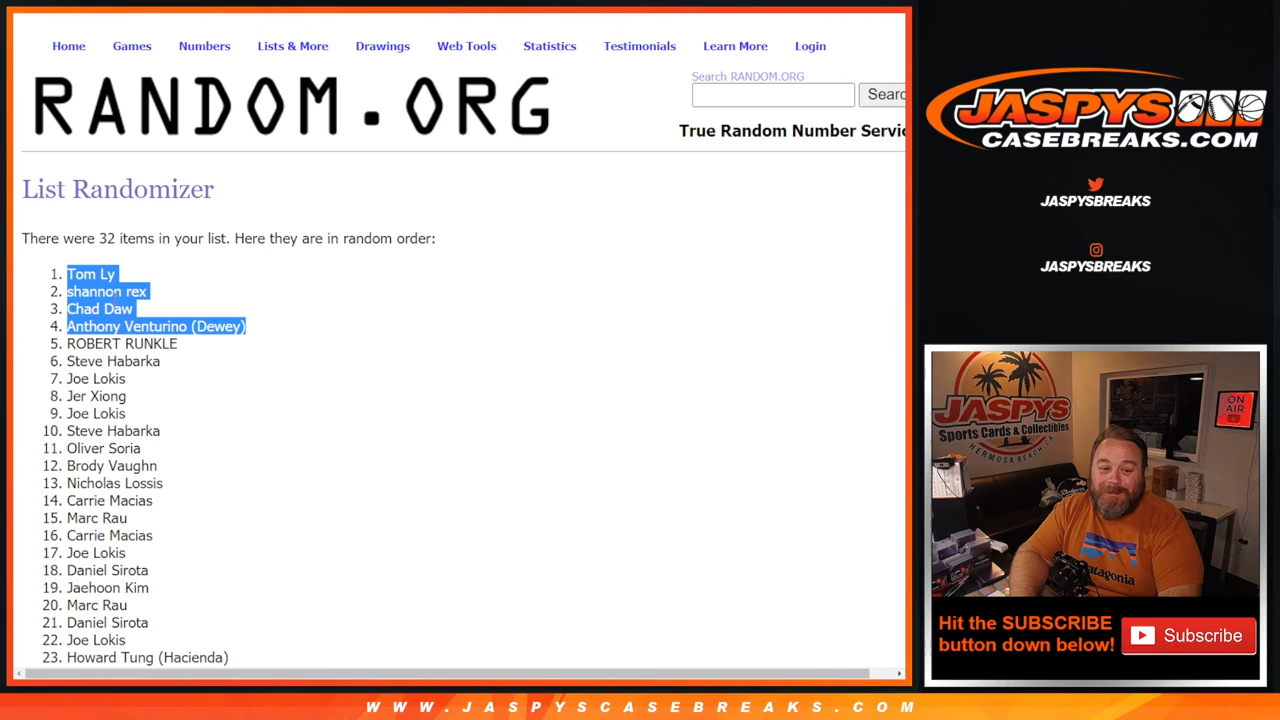 Home Games Numbers Lists & More Drawings Web Tools Statistics Testimonials Learn More Login
RANDOM.ORG
Search RANDOM.ORG
Searc
True Random Number Servic
List Randomizer
There were 32 items in your list. Here they are in random order:
1. Tom Ly
2. shannon rex
3. Chad Daw
4. Anthony Venturino (Dewey)
5. ROBERT RUNKLE
6. Steve Habarka
7. Joe Lokis
8. Jer Xiong
9. Joe Lokis
10. Steve Habarka
11. Oliver Soria
12. Brody Vaughn
13. Nicholas Lossis
14. Carrie Macias
15. Marc Rau
16. Carrie Macias
17. Joe Lokis
18. Daniel Sirota
19. Jaehoon Kim
20. Marc Rau
21. Daniel Sirota
22. Joe Lokis
23. Howard Tung (Hacienda)
JASPYS
CASEBREAKS.COM
JASPYSBREAKS
JASPYSBREAKS
JASPYS
Sports Cards & Collectibles
HERMOSA BEACH, CA
ON
AIR
patagonia
Hit the SUBSCRIBE
button down below!
Subscribe
WWW.JASPYSCASEBREAKS.COM